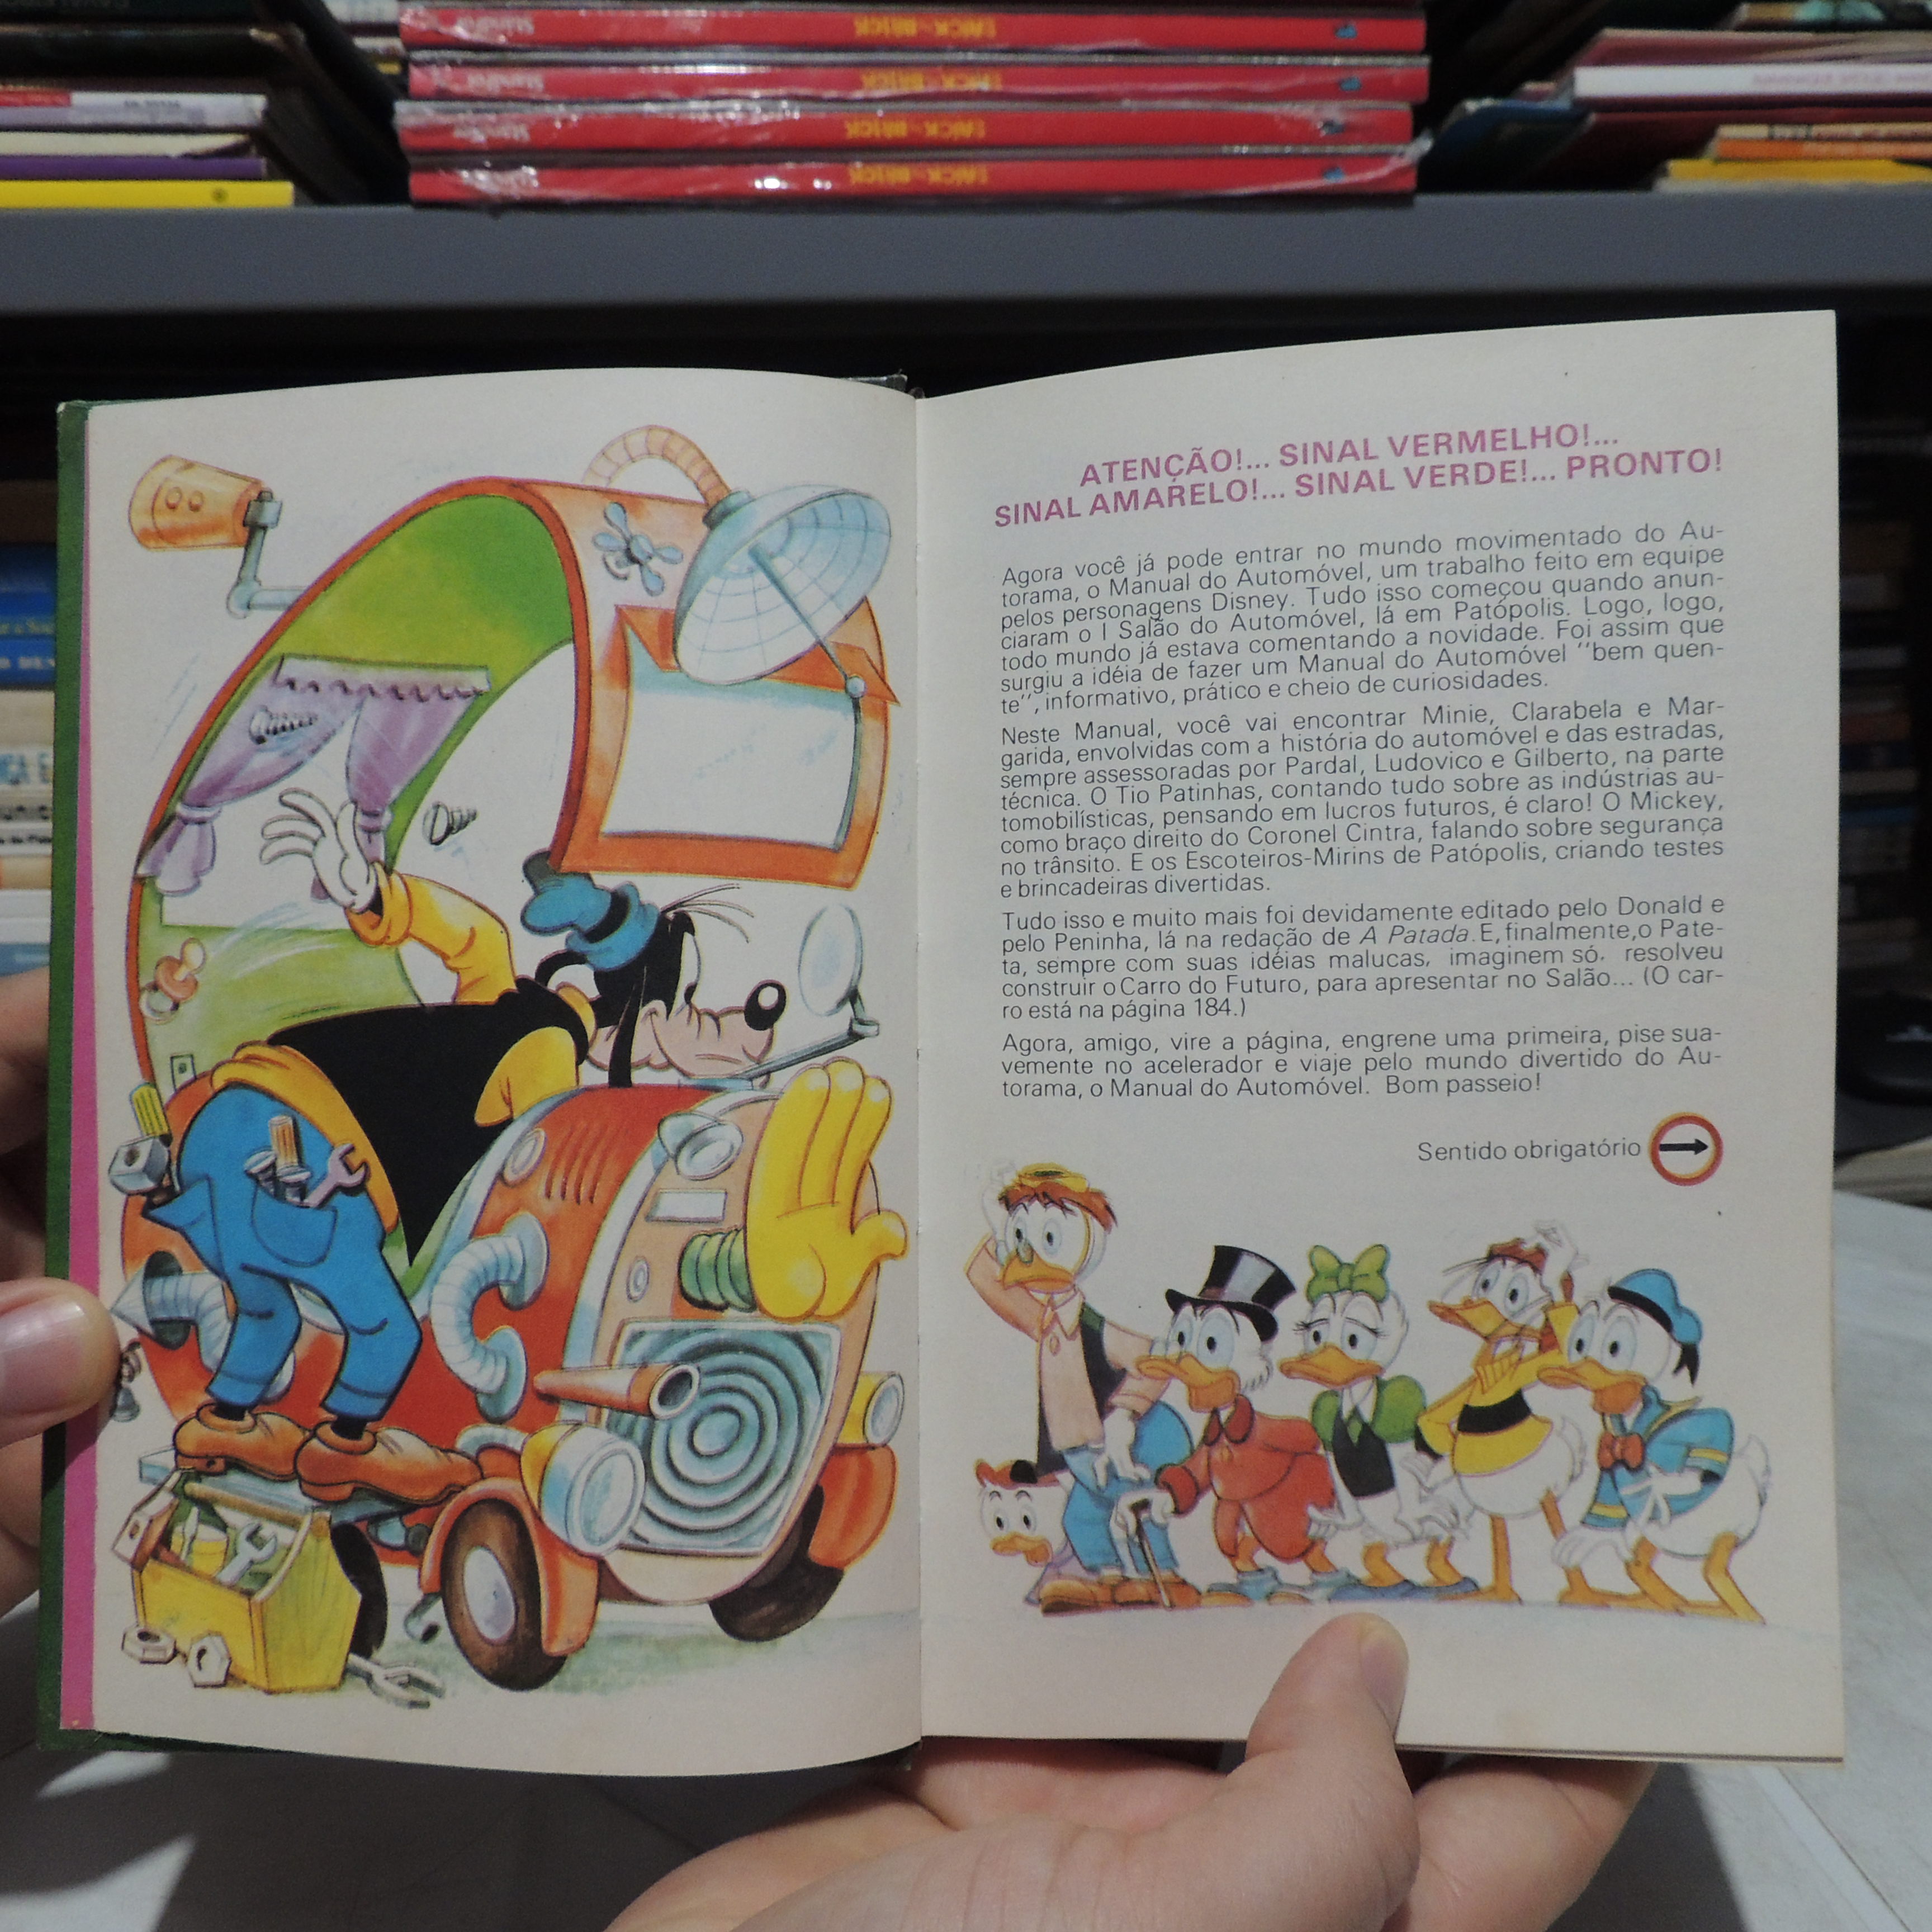 ERICK BRICK
ERICK BRICK
ERICK BRICK
ERICK BRICK
ATENÇÃO!... SINAL VERMELHO!...
SINAL AMARELO!... SINAL VERDE!... PRONTO!
Agora você já pode entrar no mundo movimentado do Au-
torama, o Manual do Automóvel, um trabalho feito em equipe
pelos personagens Disney. Tudo isso começou quando anun-
ciaram o I Salão do Automóvel, lá em Patópolis. Logo, logo,
todo mundo já estava comentando a novidade. Foi assim que
surgiu a idéia de fazer um Manual do Automóvel "bem quen-
te", informativo, prático e cheio de curiosidades.
Neste Manual, você vai encontrar Minie, Clarabela e Mar-
garida, envolvidas com a história do automóvel e das estradas,
sempre assessoradas por Pardal, Ludovico e Gilberto, na parte
técnica. O Tio Patinhas, contando tudo sobre as indústrias au-
tomobilísticas, pensando em lucros futuros, é claro! O Mickey,
como braço direito do Coronel Cintra, falando sobre segurança
no trânsito. E os Escoteiros-Mirins de Patópolis, criando testes
e brincadeiras divertidas.
Tudo isso e muito mais foi devidamente editado pelo Donald e
pelo Peninha, lá na redação de A Patada. E, finalmente, o Pate-
ta, sempre com suas idéias malucas, imaginem só, resolveu
construir o Carro do Futuro, para apresentar no Salão... (O car-
ro está na página 184.)
Agora, amigo, vire a página, engrene uma primeira, pise sua-
vemente no acelerador e viaje pelo mundo divertido do Au-
torama, o Manual do Automóvel. Bom passeio!
Sentido obrigatório